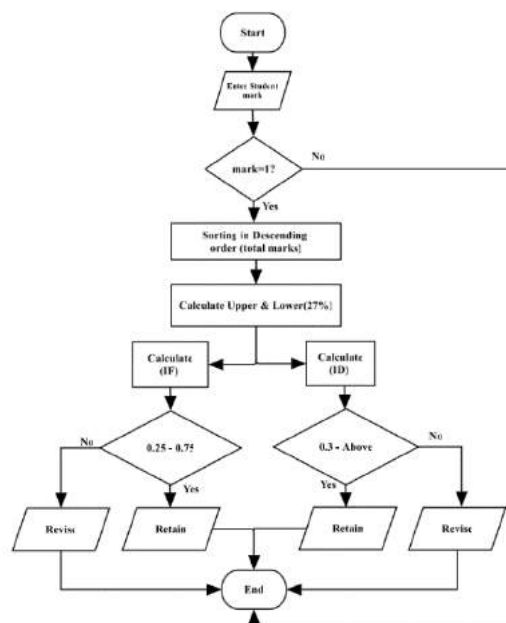 Start
Enter Student
mark
mark=1?
No
Yes
Sorting in Descending
order (total marks)
Calculate Upper & Lower(27%)
Calculate
(IF)
Calculate
(ID)
No
0.25 - 0.75
0.3 - Above
No
Yes
Yes
Revise
Retain
Retain
Revise
End